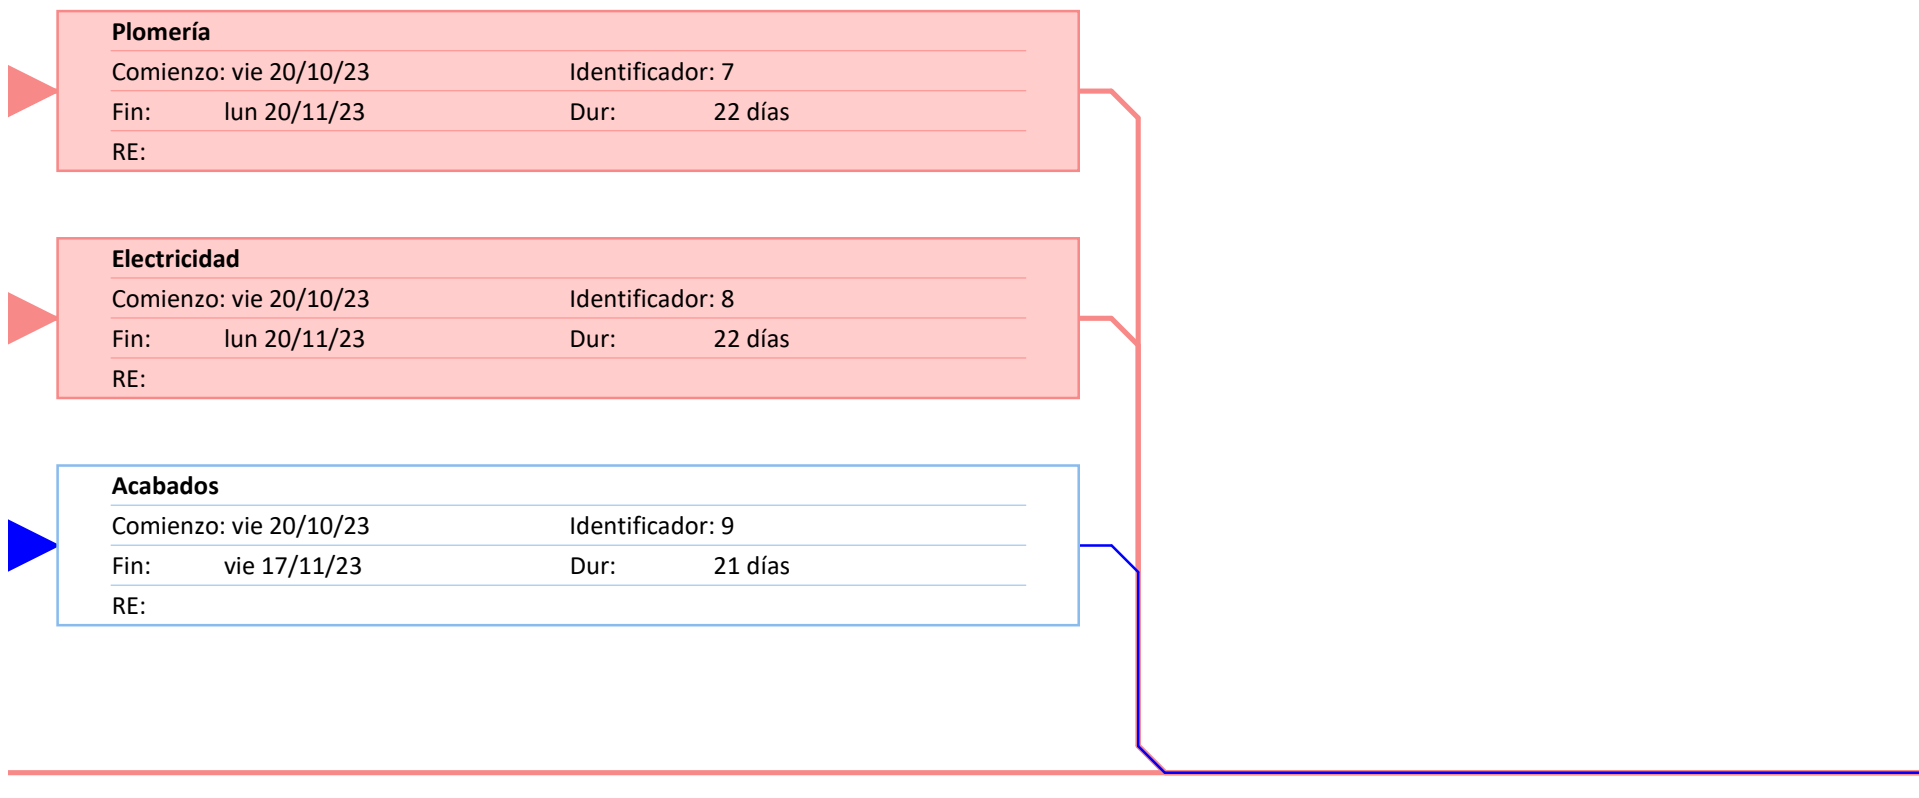 Plomería
Comienzo: vie 20/10/23 Identificador: 7
Fin: lun 20/11/23 Dur: 22 días
RE:
Electricidad
Comienzo: vie 20/10/23 Identificador: 8
Fin: lun 20/11/23 Dur: 22 días
RE:
Acabados
Comienzo: vie 20/10/23 Identificador: 9
Fin: vie 17/11/23 Dur: 21 días
RE: